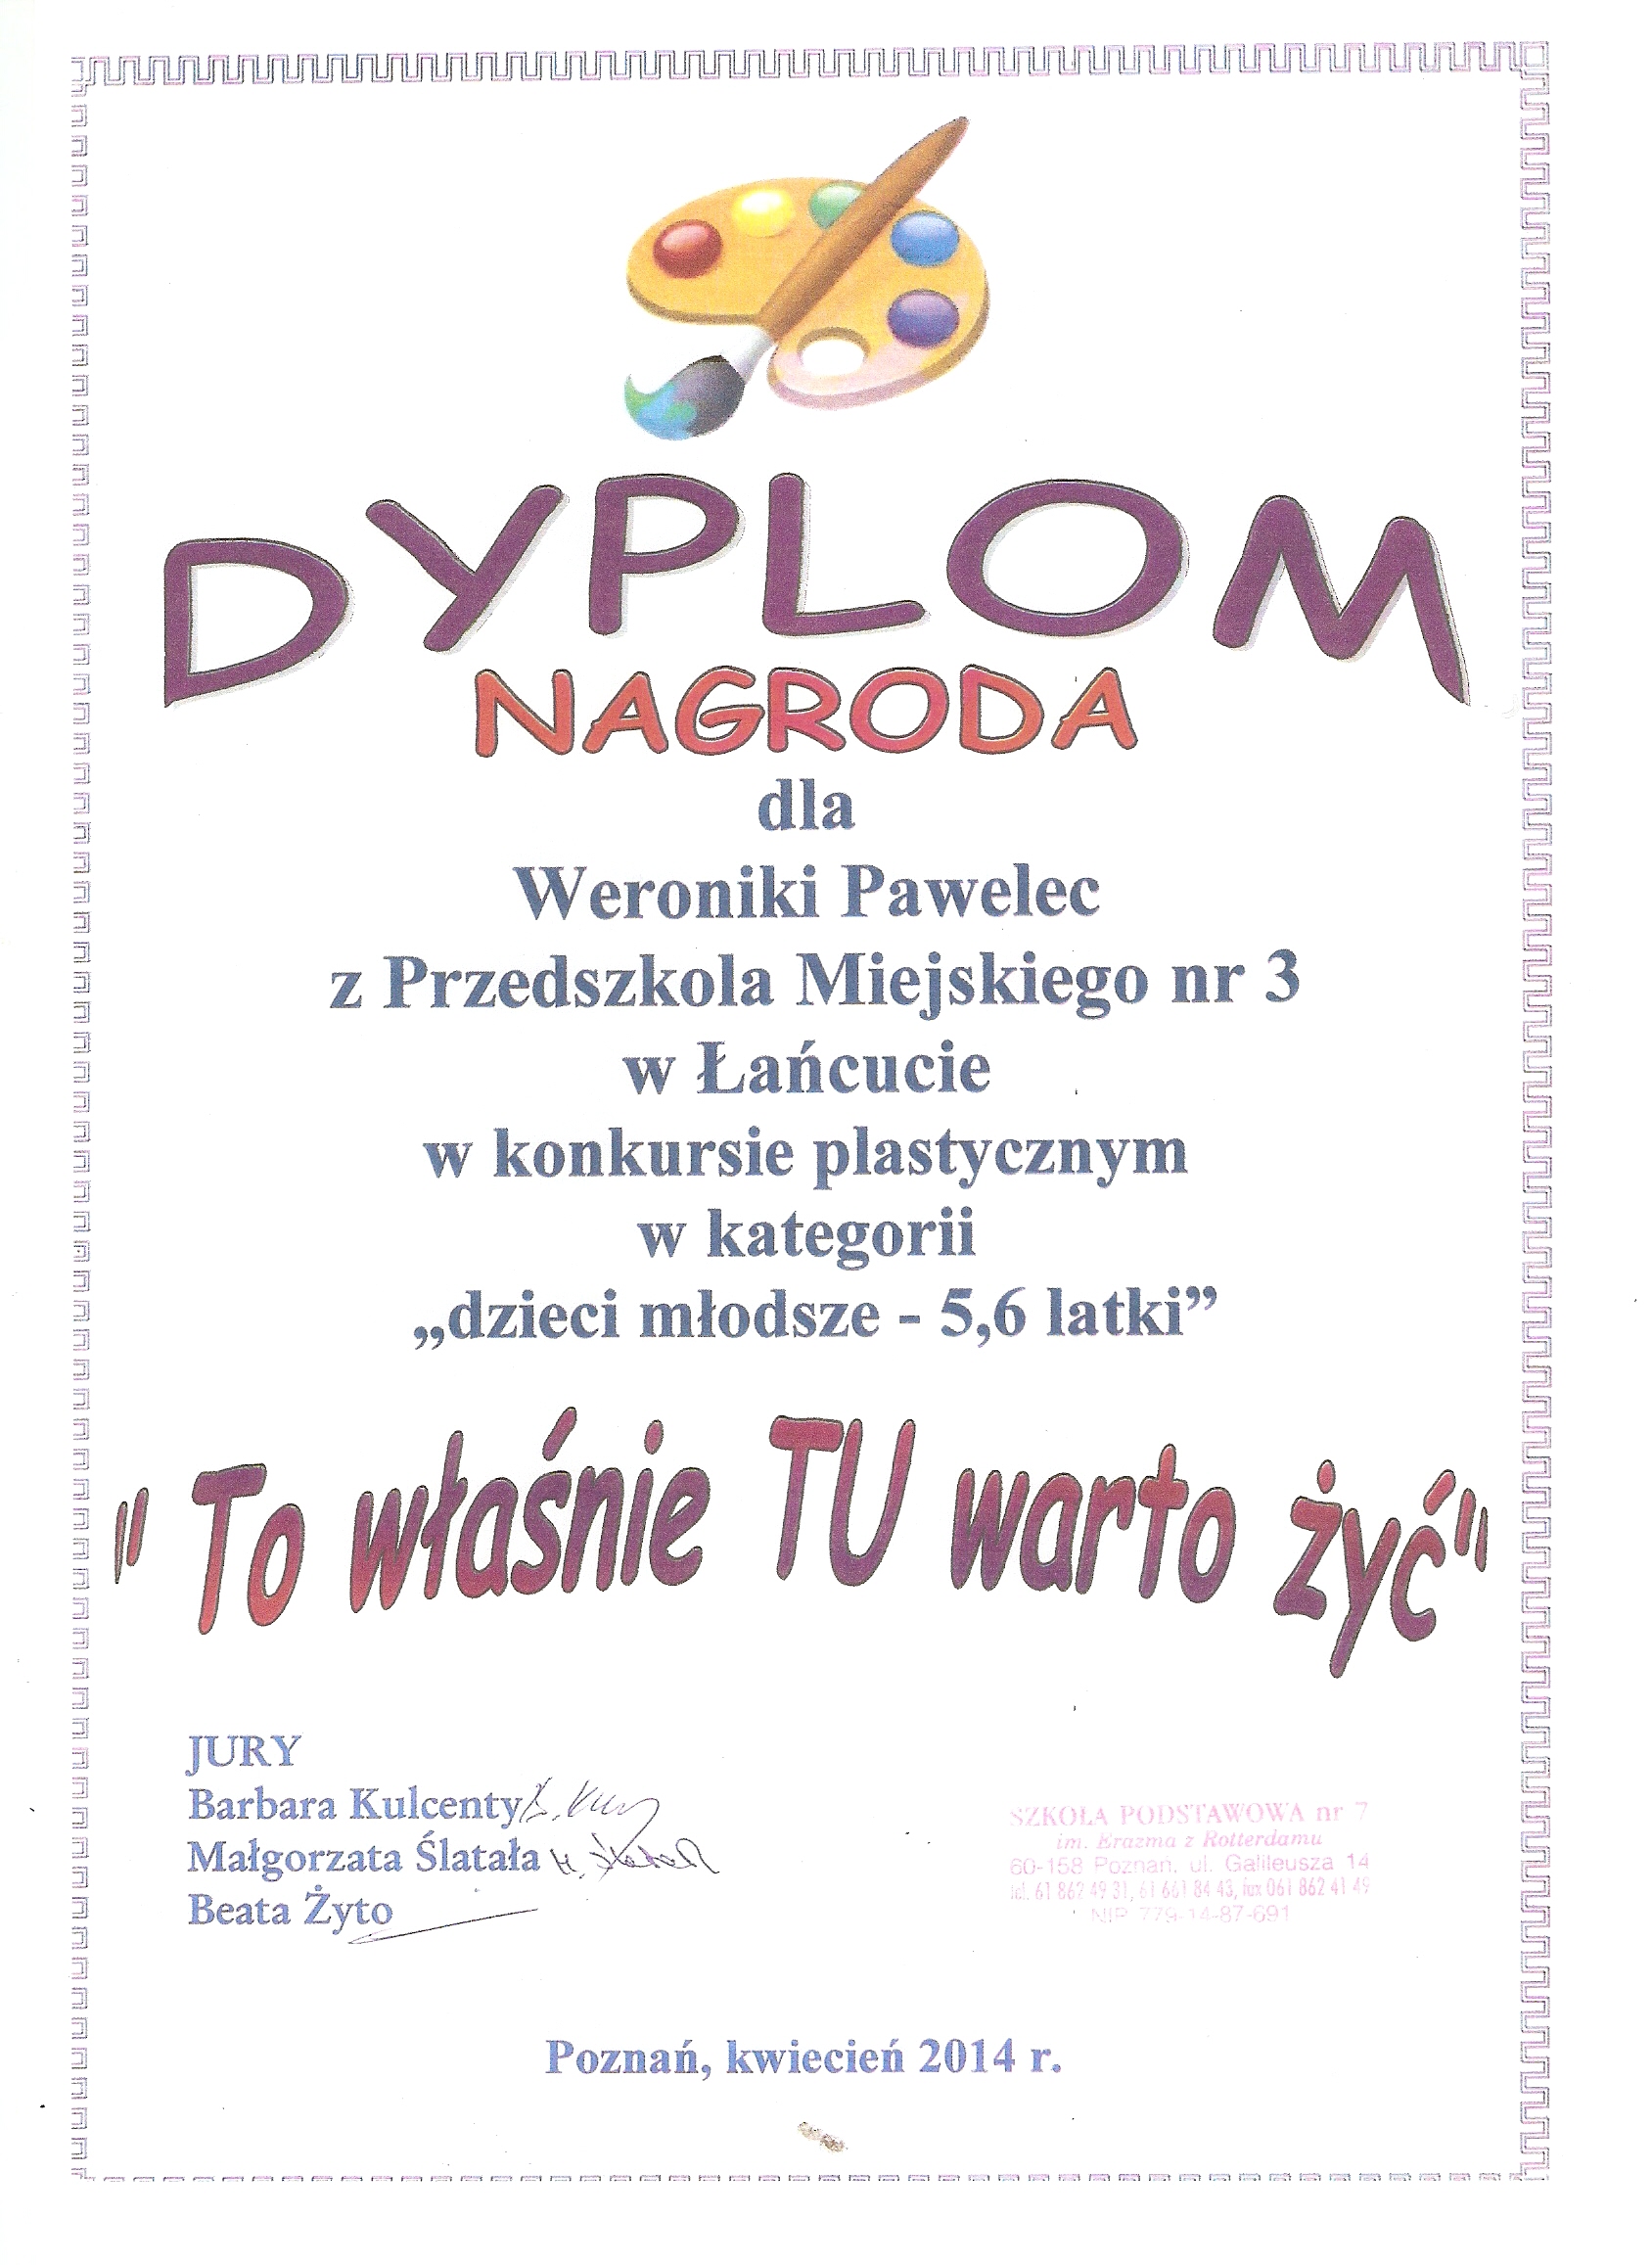 DYPLOM
NAGRODA
dla
Weroniki Pawelec
z Przedszkola Miejskiego nr 3
w Łańcucie
w konkursie plastycznym
w kategorii
„dzieci młodsze - 5,6 latki”
" To właśnie TU warto żyć"
JURY
Barbara Kulcenty
Małgorzata Ślatała
Beata Żyto
SZKOŁA PODSTAWOWA nr 7
im. Erazma z Rotterdamu
60-158 Poznań, ul. Galileusza 14
tel. 61 862 49 31, 61 661 84 43, fax 061 862 41 49
NIP 779-14-87-691
Poznań, kwiecień 2014 r.